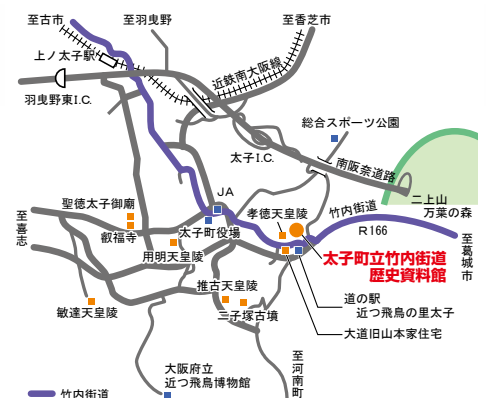 至古市
至羽曳野
至香芝市
上ノ太子駅
近鉄南大阪線
羽曳野東I.C.
総合スポーツ公園
太子I.C.
南阪奈道路
二上山
万葉の森
JA
聖徳太子御廟
孝徳天皇陵
竹内街道
至喜志
叡福寺
太子町役場
R166
用明天皇陵
太子町立竹内街道
歴史資料館
至葛城市
推古天皇陵
道の駅
近つ飛鳥の里太子
敏達天皇陵
二子塚古墳
大道旧山本家住宅
大阪府立
近つ飛鳥博物館
至河南町
竹内街道